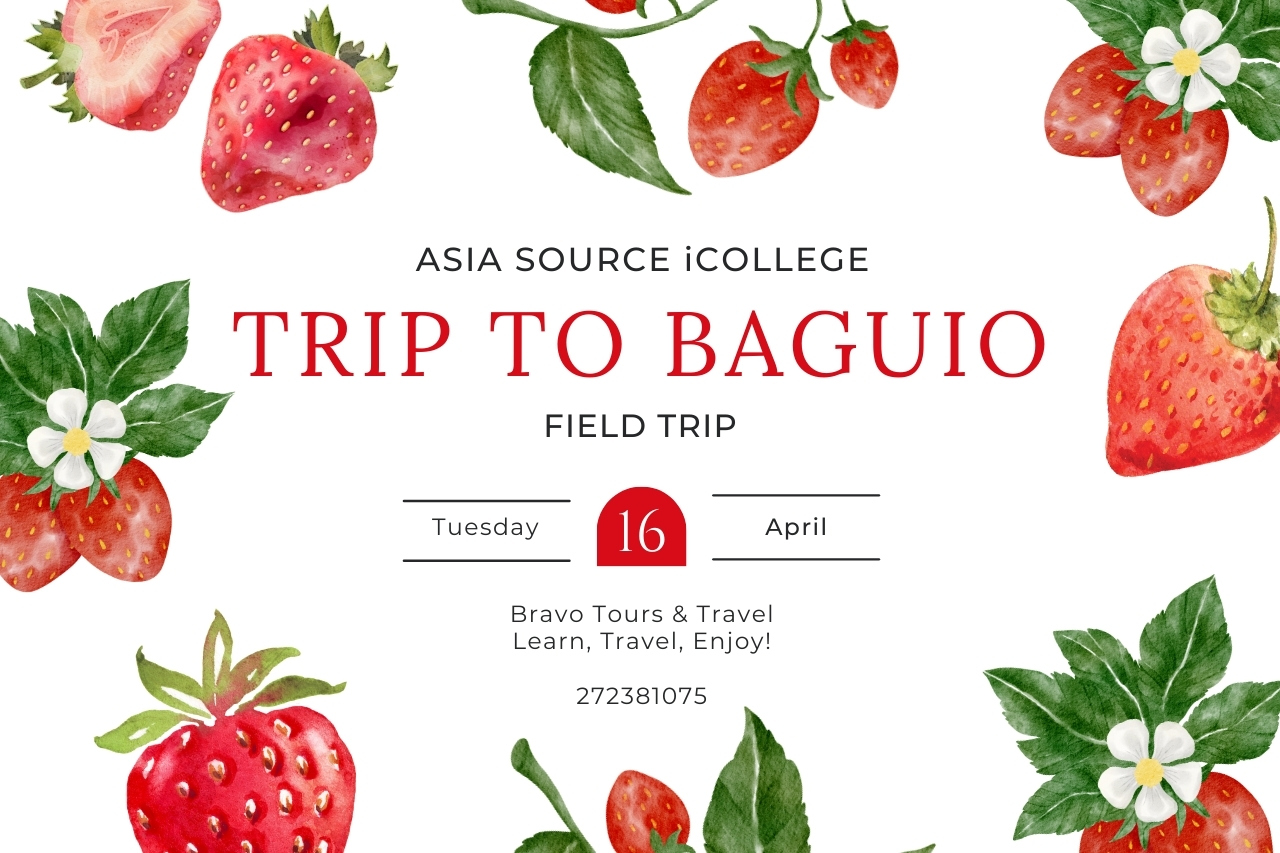 ASIA SOURCE iCOLLEGE
TRIP TO BAGUIO
FIELD TRIP
Tuesday 16 April
Bravo Tours & Travel
Learn, Travel, Enjoy!
272381075